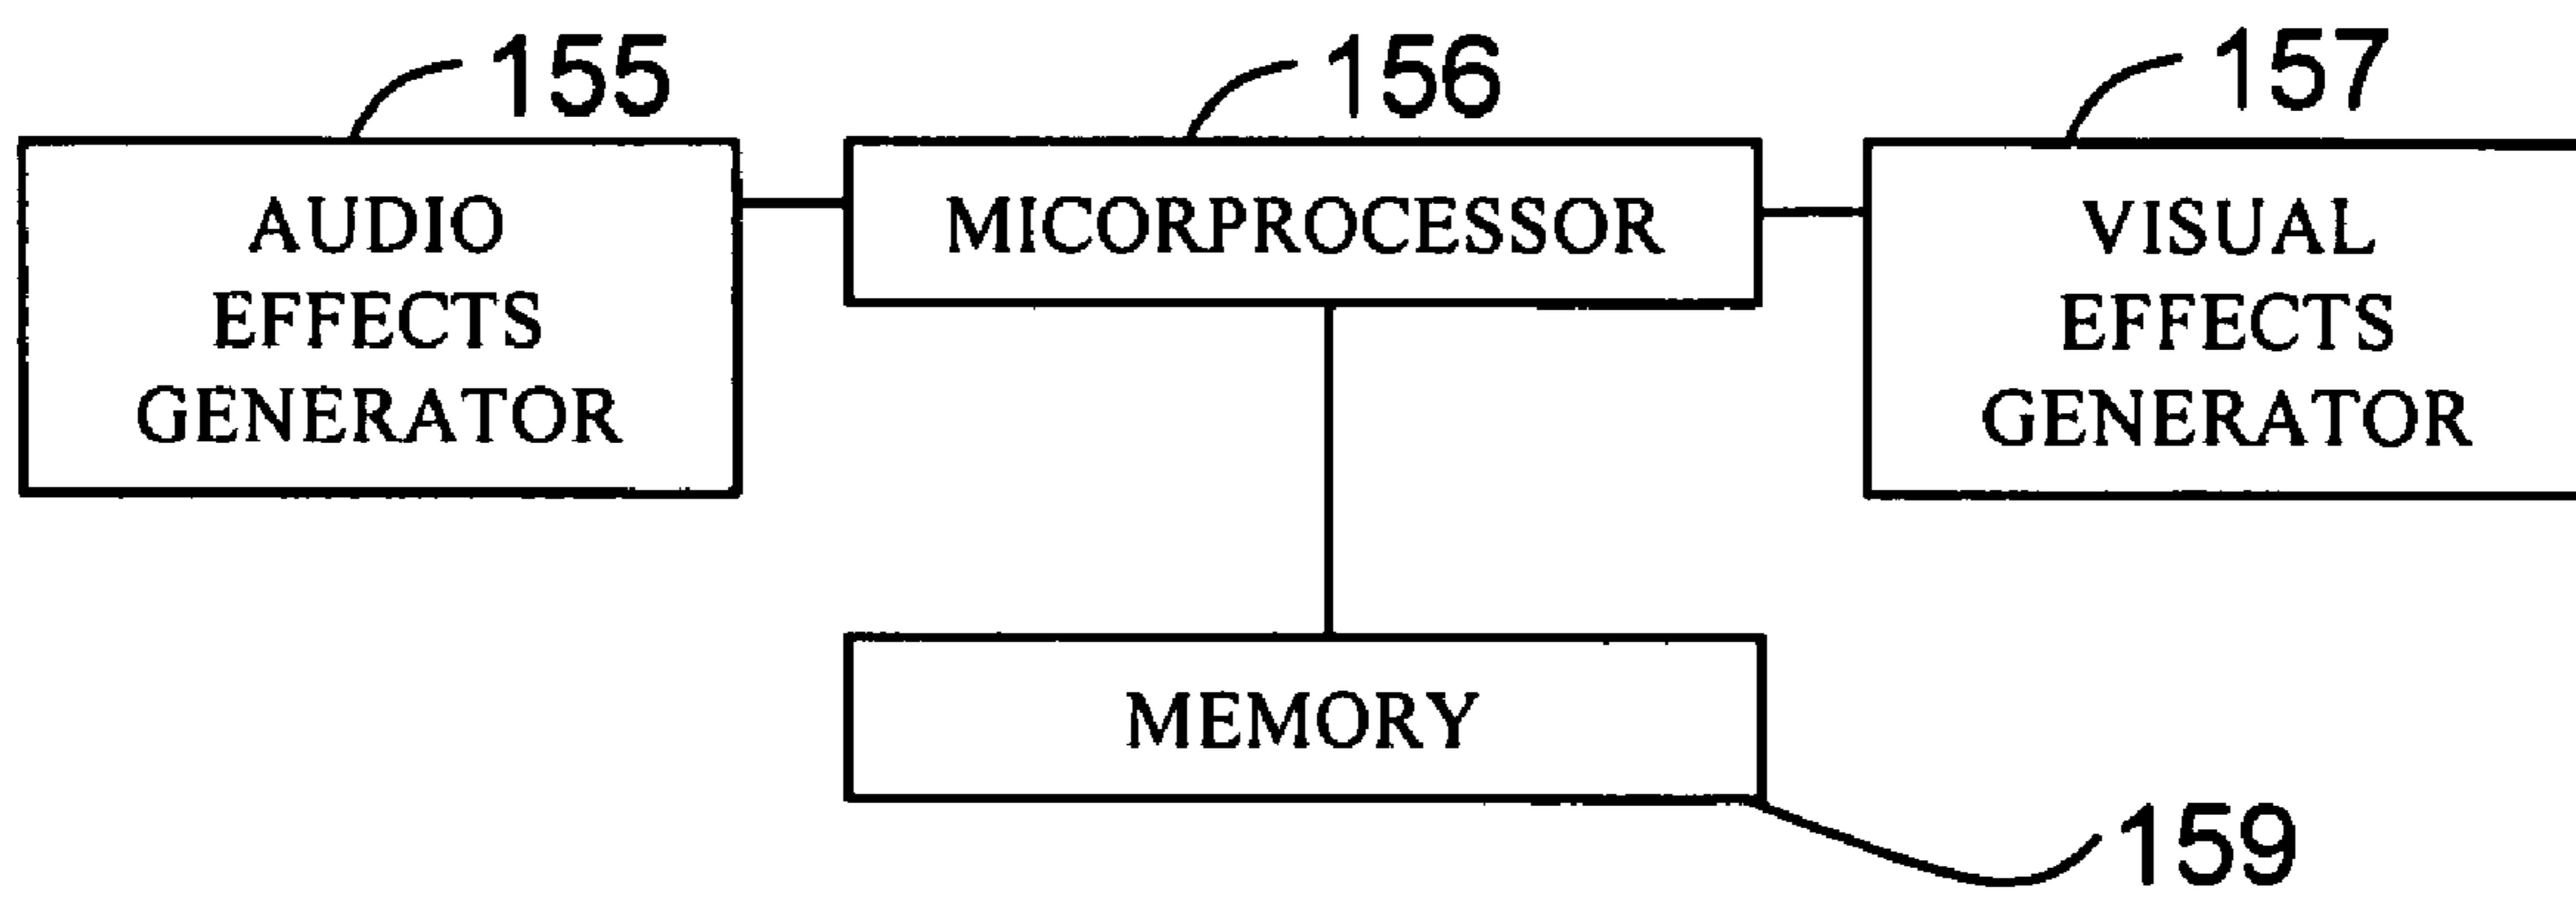 155
156
157
AUDIO
EFFECTS
GENERATOR
MICORPROCESSOR
VISUAL
EFFECTS
GENERATOR
MEMORY
159